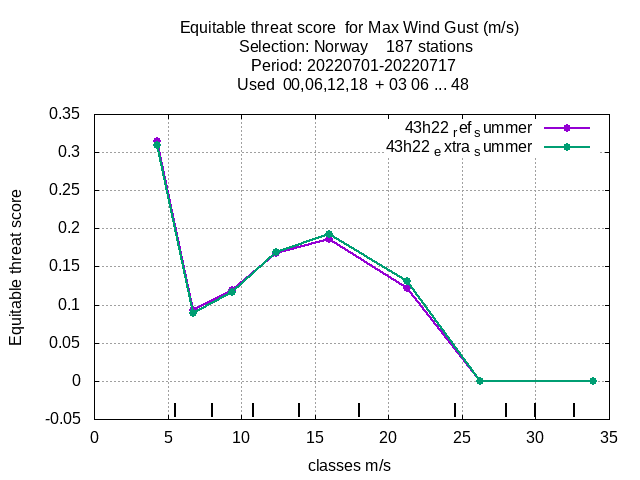 Equitable threat score  for Max Wind Gust (m/s)
Selection: Norway    187 stations
Period: 20220701-20220717
Used  00,06,12,18  + 03 06 ... 48
0.35
0.3
0.25
0.2
0.15
0.1
0.05
0
-0.05
Equitable threat score
43h22 ref summer
43h22 extra summer
0 5 10 15 20 25 30 35
classes m/s